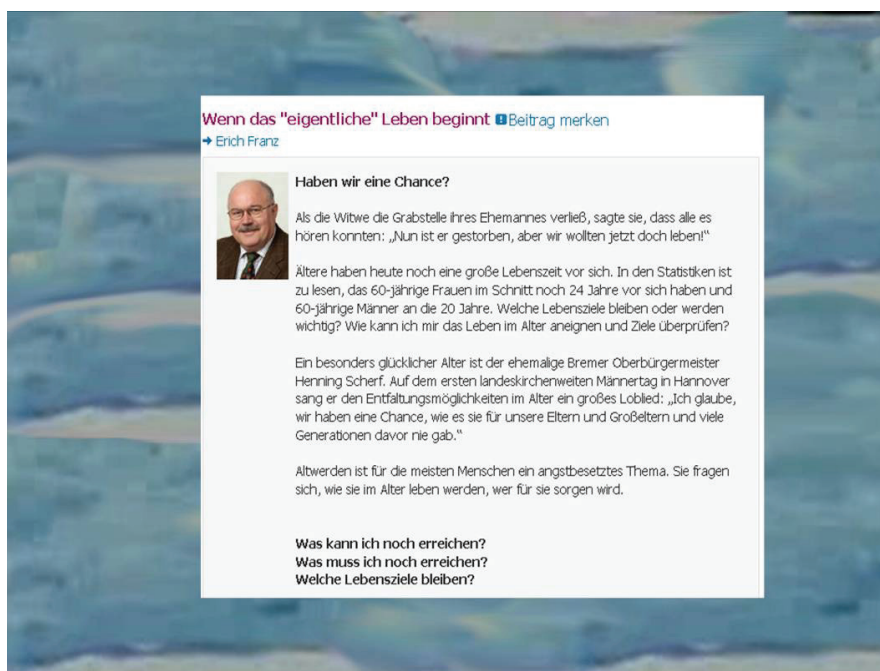 Wenn das "eigentliche" Leben beginnt Beitrag merken
Erich Franz
Haben wir eine Chance?
Als die Witwe die Grabstelle ihres Ehemannes verließ, sagte sie, dass alle es
hören konnten: „Nun ist er gestorben, aber wir wollten jetzt doch leben!“
Ältere haben heute noch eine große Lebenszeit vor sich. In den Statistiken ist
zu lesen, das 60-jährige Frauen im Schnitt noch 24 Jahre vor sich haben und
60-jährige Männer an die 20 Jahre. Welche Lebensziele bleiben oder werden
wichtig? Wie kann ich mir das Leben im Alter aneignen und Ziele überprüfen?
Ein besonders glücklicher Alter ist der ehemalige Bremer Oberbürgermeister
Henning Scherf. Auf dem ersten landeskirchenweiten Männertag in Hannover
sang er den Entfaltungsmöglichkeiten im Alter ein großes Loblied: „Ich glaube,
wir haben eine Chance, wie es sie für unsere Eltern und Großeltern und viele
Generationen davor nie gab.“
Altwerden ist für die meisten Menschen ein angstbesetztes Thema. Sie fragen
sich, wie sie im Alter leben werden, wer für sie sorgen wird.
Was kann ich noch erreichen?
Was muss ich noch erreichen?
Welche Lebensziele bleiben?